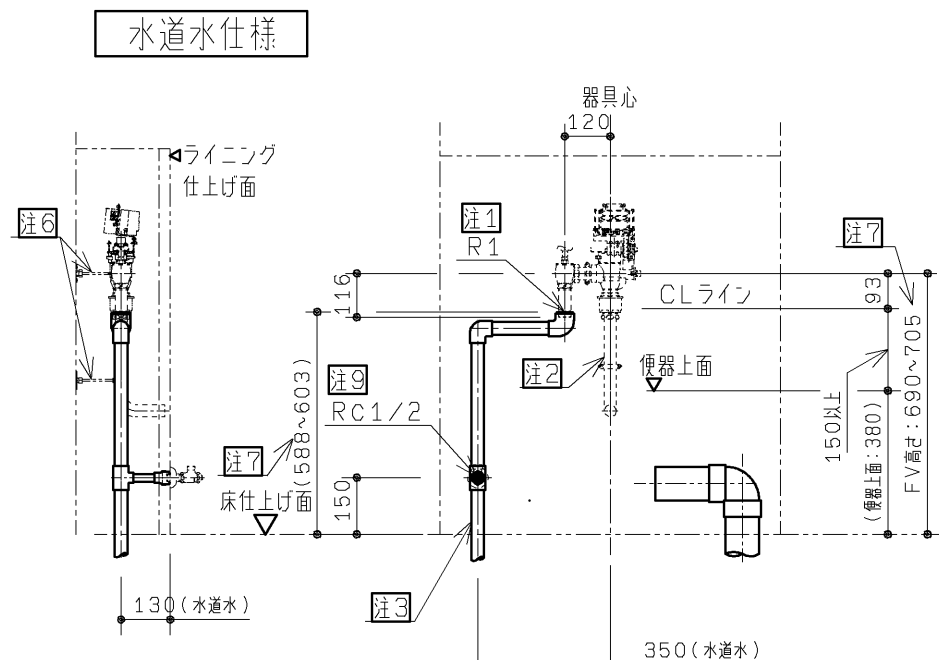 水道水仕様
器具心
120
ライニング
仕上げ面
注6
注1
R1
注7
116
93
CLライン
注2
便器上面
注9
RC1/2
(588~603)
150以上
(便器上面:380)
FV高さ:690~705
注7
床仕上げ面
150
注3
130(水道水)
350(水道水)